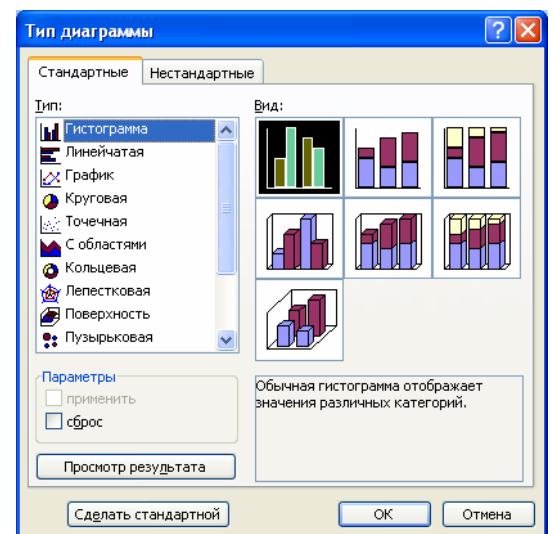 Тип диаграммы
Стандартные Нестандартные
Тип:
Вид:
Гистограмма
Линейчатая
График
Круговая
Точечная
С областями
Кольцевая
Лепестковая
Поверхность
Пузырьковая
Параметры
применить
сброс
Обычная гистограмма отображает
значения различных категорий.
Просмотр результата
Сделать стандартной
ОК
Отмена